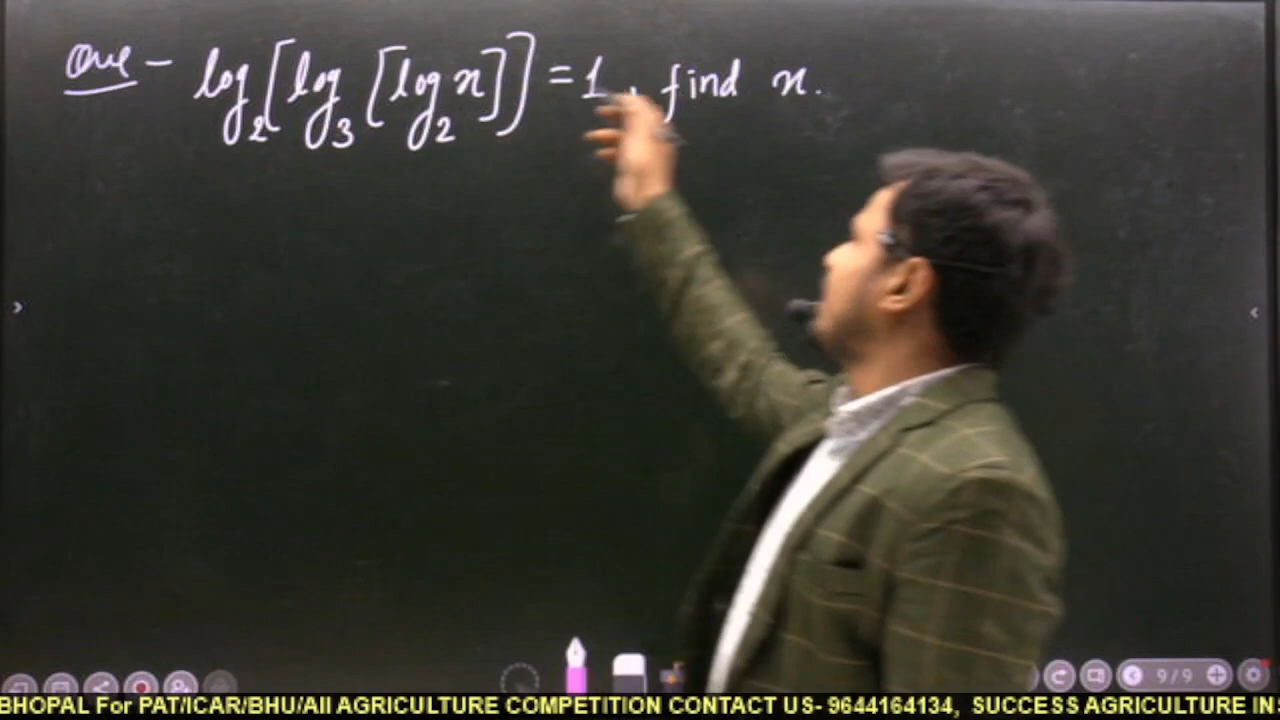 Que - log₂[log₃[log₂x]] = 1, find x.
9/9
BHOPAL For PAT/ICAR/BHU/All AGRICULTURE COMPETITION CONTACT US- 9644164134, SUCCESS AGRICULTURE IN